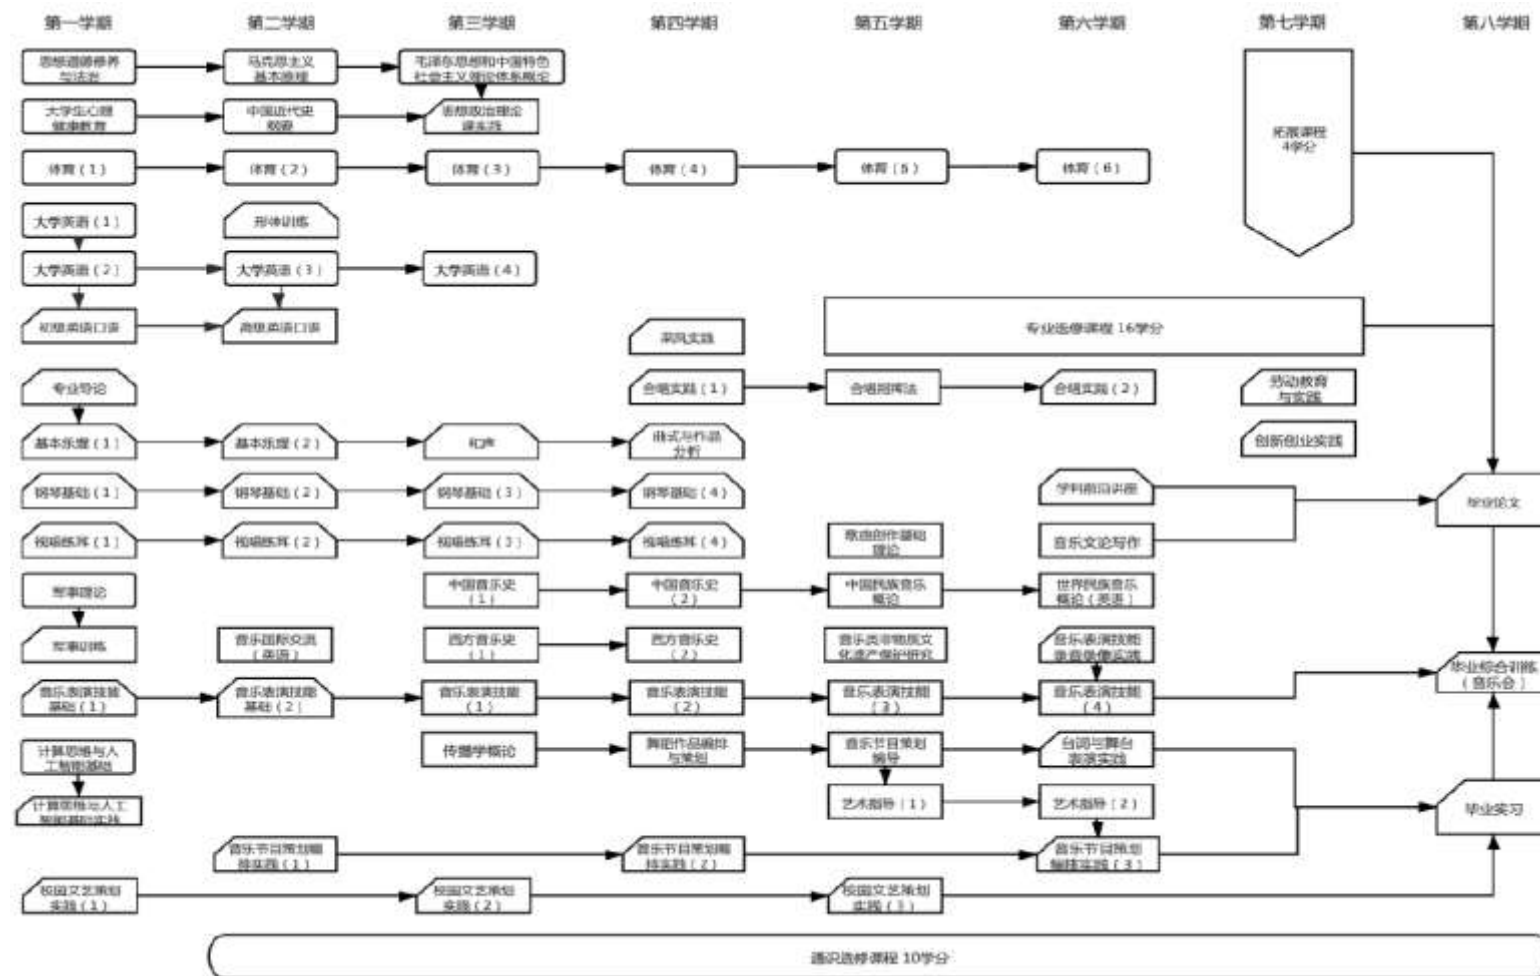 第一学期
第二学期
第三学期
第四学期
第五学期
第六学期
第七学期
第八学期
思想道德修养
与法治
马克思主义
基本原理
毛泽东思想和中国特色
社会主义理论体系概论
大学生心理
健康教育
中国近代史
纲要
思想政治理论
课实践
拓展课程
4学分
体育(1)
体育(2)
体育(3)
体育(4)
体育(5)
体育(6)
大学英语(1)
形体训练
大学英语(2)
大学英语(3)
大学英语(4)
初级英语口语
高级英语口语
采风实践
专业选修课程 16学分
专业导论
合唱实践(1)
合唱指挥法
合唱实践(2)
劳动教育
与实践
基本乐理(1)
基本乐理(2)
和声
曲式与作品
分析
创新创业实践
钢琴基础(1)
钢琴基础(2)
钢琴基础(3)
钢琴基础(4)
学科前沿讲座
毕业论文
视唱练耳(1)
视唱练耳(2)
视唱练耳(3)
视唱练耳(4)
歌曲创作基础
理论
音乐文论写作
军事理论
中国音乐史
(1)
中国音乐史
(2)
中国民族音乐
概论
世界民族音乐
概论(英语)
军事训练
音乐国际交流
(英语)
西方音乐史
(1)
西方音乐史
(2)
音乐类非物质文
化遗产保护研究
音乐表演技能
录音录像实践
毕业综合训练
(音乐会)
音乐表演技能
基础(1)
音乐表演技能
基础(2)
音乐表演技能
(1)
音乐表演技能
(2)
音乐表演技能
(3)
音乐表演技能
(4)
计算思维与人
工智能基础
传播学概论
舞蹈作品编排
与策划
音乐节目策划
编导
台词与舞台
表演实践
计算思维与人工
智能基础实践
艺术指导(1)
艺术指导(2)
毕业实习
音乐节目策划编
排实践(1)
音乐节目策划编
排实践(2)
音乐节目策划
编排实践(3)
校园文艺策划
实践(1)
校园文艺策划
实践(2)
校园文艺策划
实践(3)
通识选修课程 10学分